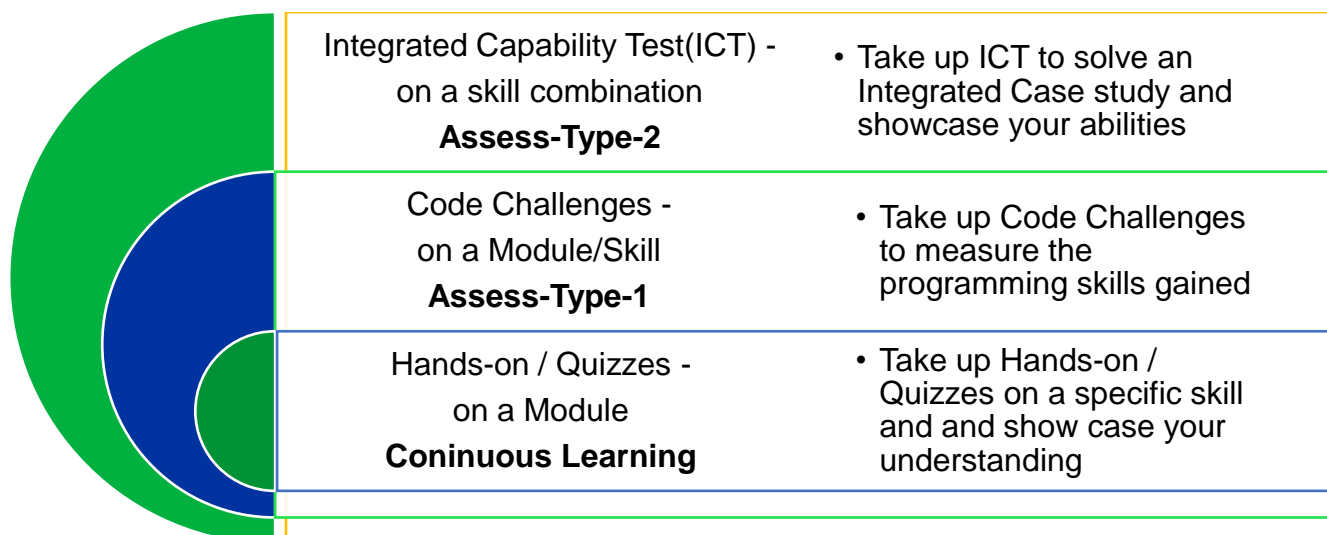 Integrated Capability Test(ICT) -
on a skill combination
Assess-Type-2
• Take up ICT to solve an
Integrated Case study and
showcase your abilities
Code Challenges -
on a Module/Skill
Assess-Type-1
• Take up Code Challenges
to measure the
programming skills gained
Hands-on / Quizzes -
on a Module
Coninuous Learning
• Take up Hands-on /
Quizzes on a specific skill
and and show case your
understanding